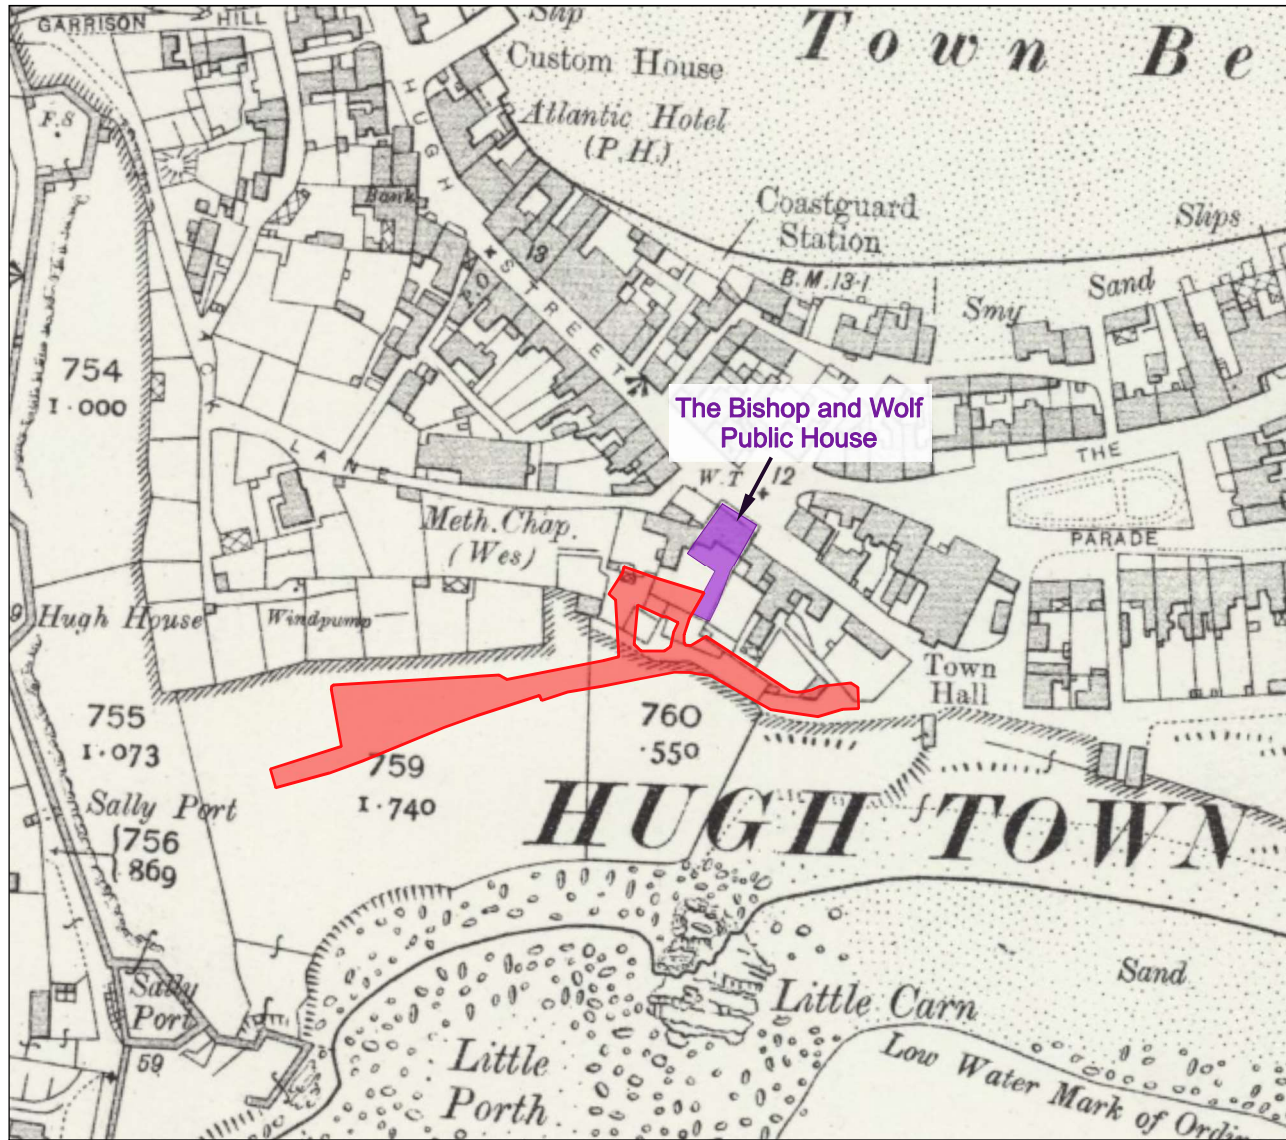 GARRISON HILL
Slip
Custom House
Town Be
F.S
HUGH STREET
Atlantic Hotel
(P.H.)
Bank
Coastguard
Station
Slips
13
B.M. 13·1
Sand
Smy
P.O
754
1·000
The Bishop and Wolf
Public House
BACK LANE
THE
PARADE
W.T
12
Meth. Chap.
(Wes)
Hugh House
Windpump
Town
Hall
755
1·073
760
·550
759
1·740
Sally Port
756
·869
HUGH TOWN
Sally
Port
59
Sand
Little Carn
Little
Porth
Low Water Mark of Ordin